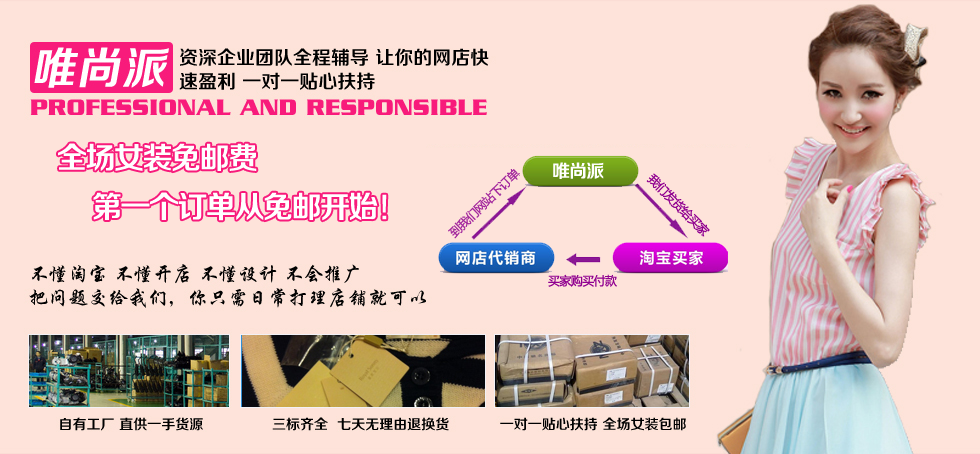 唯尚派
资深企业团队全程辅导 让你的网店快
速盈利 一对一贴心扶持
PROFESSIONAL AND RESPONSIBLE
全场女装免邮费
第一个订单从免邮开始!
唯尚派
到我们网站下订单
我们发货给买家
网店代销商
淘宝买家
买家购买付款
不懂淘宝 不懂开店 不懂设计 不会推广
把问题交给我们,你只需日常打理店铺就可以
自有工厂 直供一手货源
三标齐全 七天无理由退换货
一对一贴心扶持 全场女装包邮